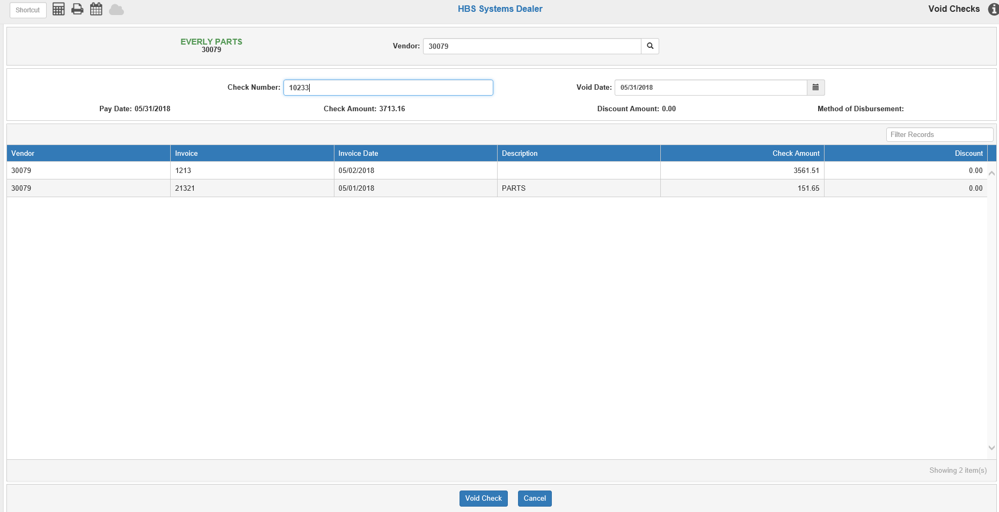 Shortcut HBS Systems Dealer Void Checks
EVERLY PARTS
30079
Vendor: 30079
Check Number: 10233 Void Date: 05/31/2018
Pay Date: 05/31/2018 Check Amount: 3713.16 Discount Amount: 0.00 Method of Disbursement:
Filter Records
Vendor Invoice Invoice Date Description Check Amount Discount
30079 1213 05/02/2018 3561.51 0.00
30079 21321 05/01/2018 PARTS 151.65 0.00
Showing 2 item(s)
Void Check Cancel